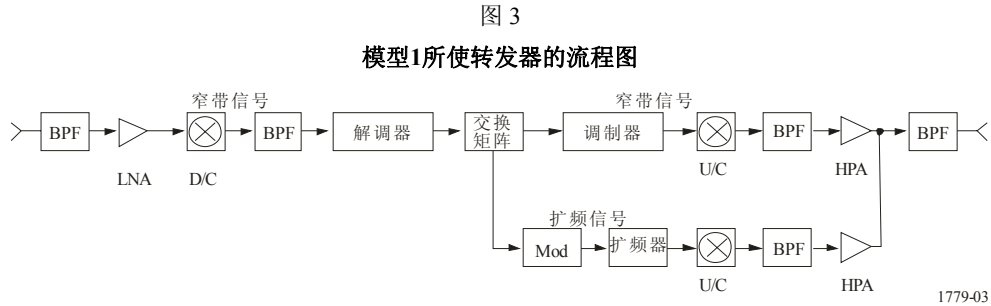 图 3
模型1所使转发器的流程图
窄带信号
窄带信号
BPF
BPF
解调器
交换
矩阵
调制器
BPF
BPF
LNA
D/C
U/C
HPA
扩频信号
Mod
扩频器
BPF
U/C
HPA
1779-03